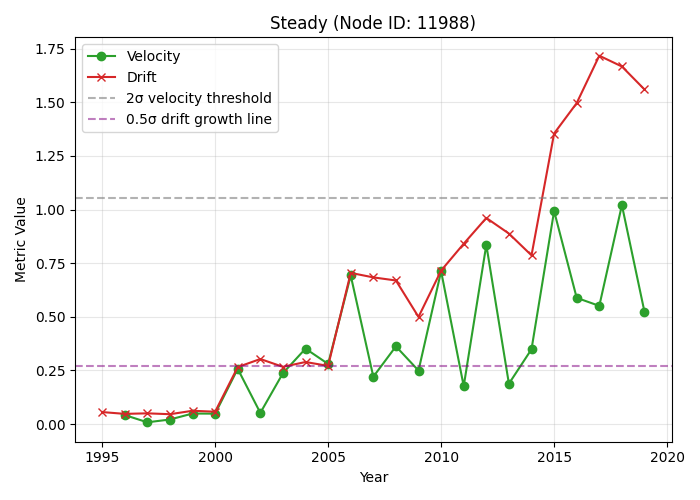 Steady (Node ID: 11988)
Velocity
Drift
2σ velocity threshold
0.5σ drift growth line
Metric Value
1.75
1.50
1.25
1.00
0.75
0.50
0.25
0.00
1995 2000 2005 2010 2015 2020
Year